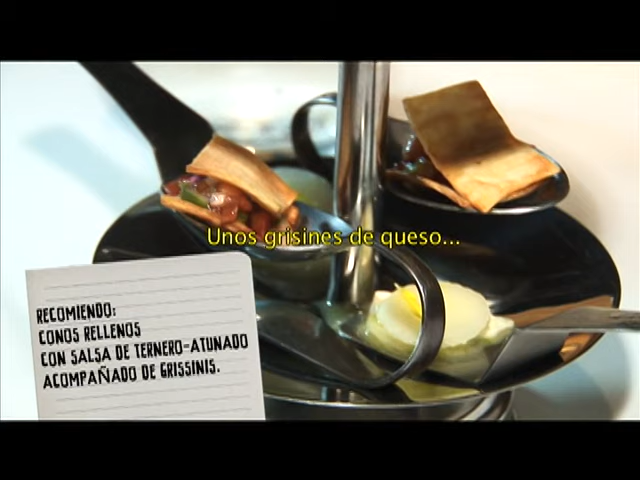 Unos grisines de queso...
RECOMIENDO:
CONOS RELLENOS
CON SALSA DE TERNERO-ATUNADO
ACOMPAÑADO DE GRISSINIS.